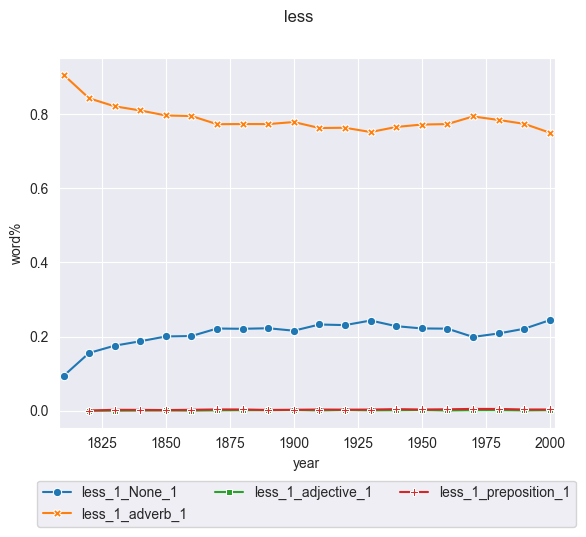 less
0.8
0.6
0.4
0.2
0.0
word%
1825 1850 1875 1900 1925 1950 1975 2000
year
less_1_None_1 less_1_adjective_1 less_1_preposition_1
less_1_adverb_1